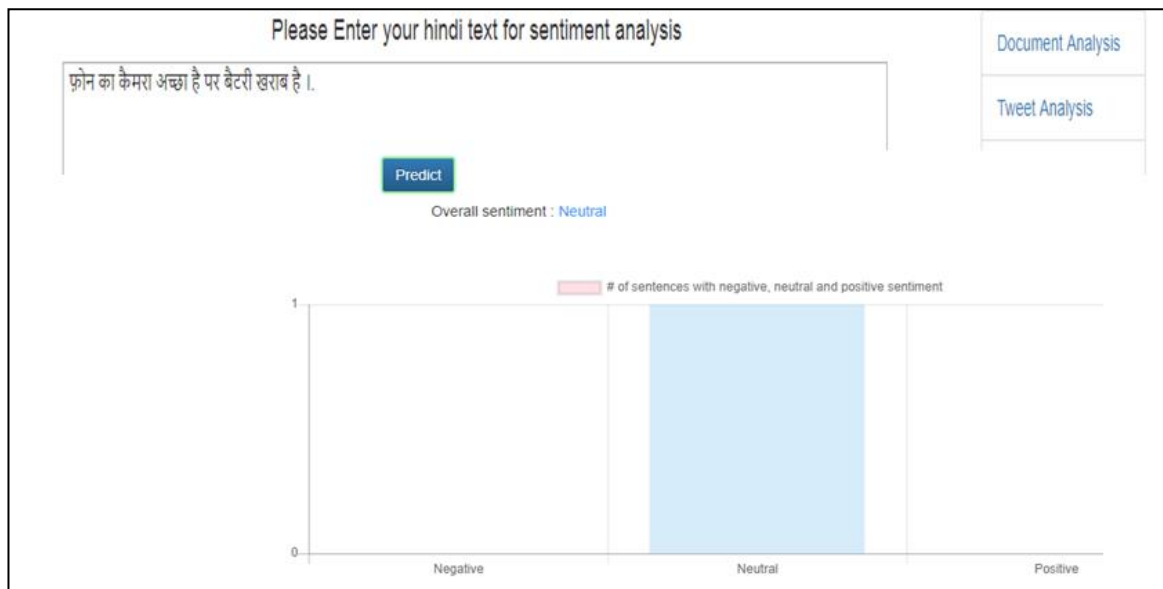 Please Enter your hindi text for sentiment analysis
Document Analysis
फ़ोन का कैमरा अच्छा है पर बैटरी खराब है ।.
Tweet Analysis
Predict
Overall sentiment : Neutral
# of sentences with negative, neutral and positive sentiment
1
0
Negative Neutral Positive